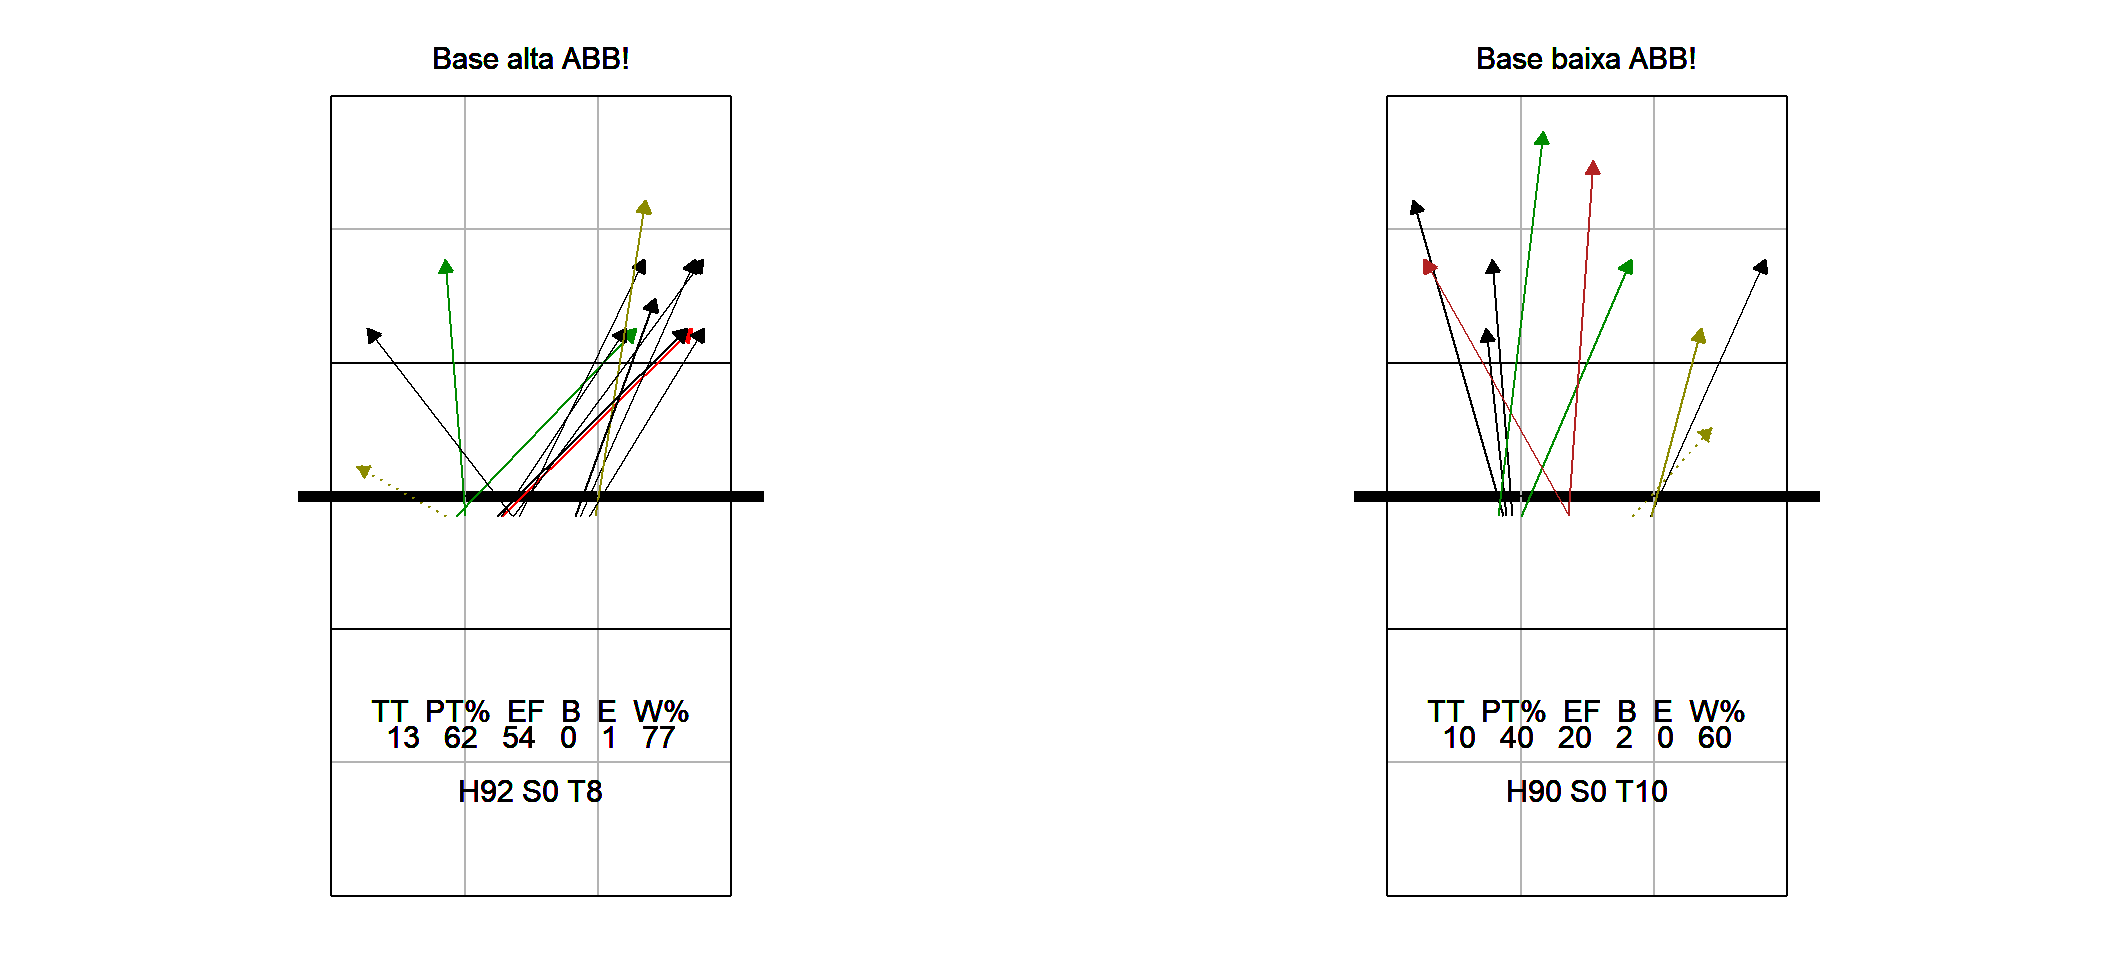 Base alta ABB!
TT PT% EF B E W%
13 62 54 0 1 77
H92 S0 T8
Base baixa ABB!
TT PT% EF B E W%
10 40 20 2 0 60
H90 S0 T10